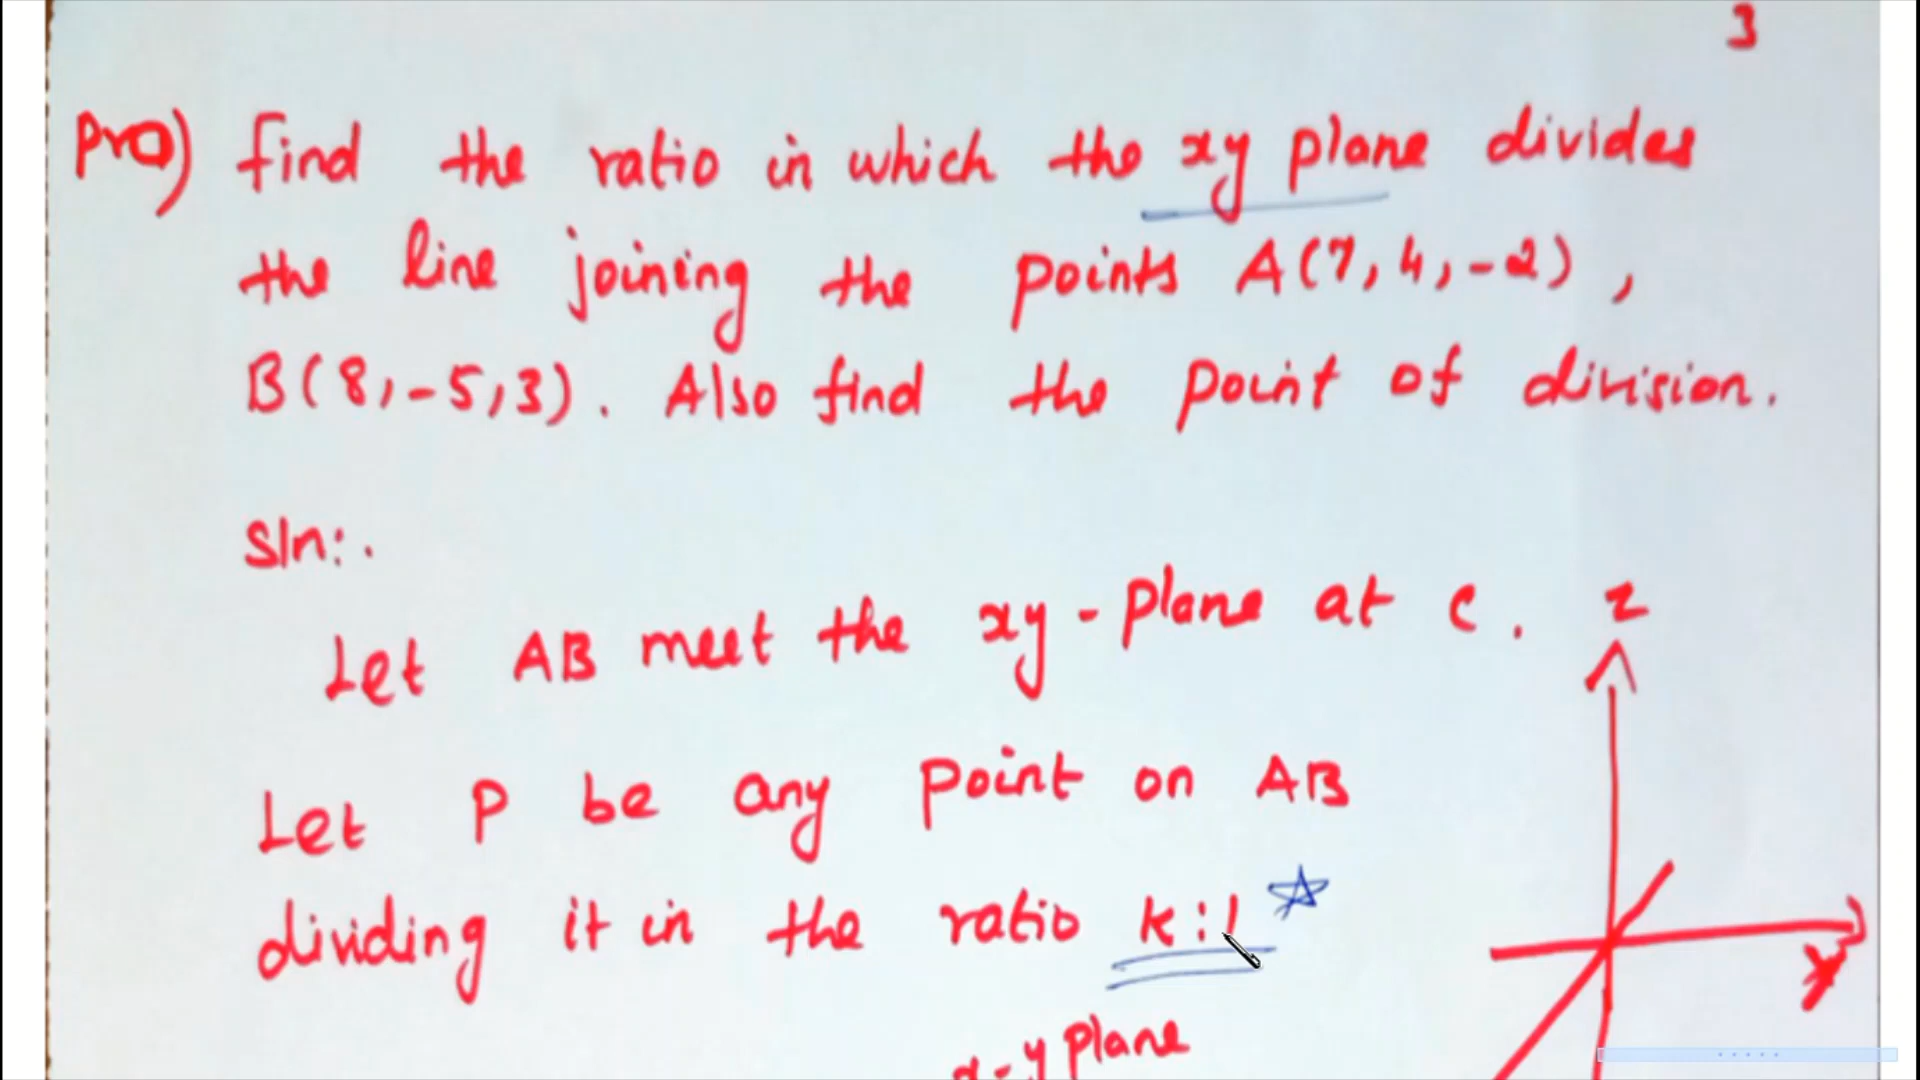 3
Pro) find the ratio in which the xy plane divides
the line joining the points A(7, 4, -2) ,
B(8, -5, 3). Also find the point of division.
Sln:.
Let AB meet the xy-plane at C.
z
Let P be any point on AB
dividing it in the ratio k:1
y
x-y plane